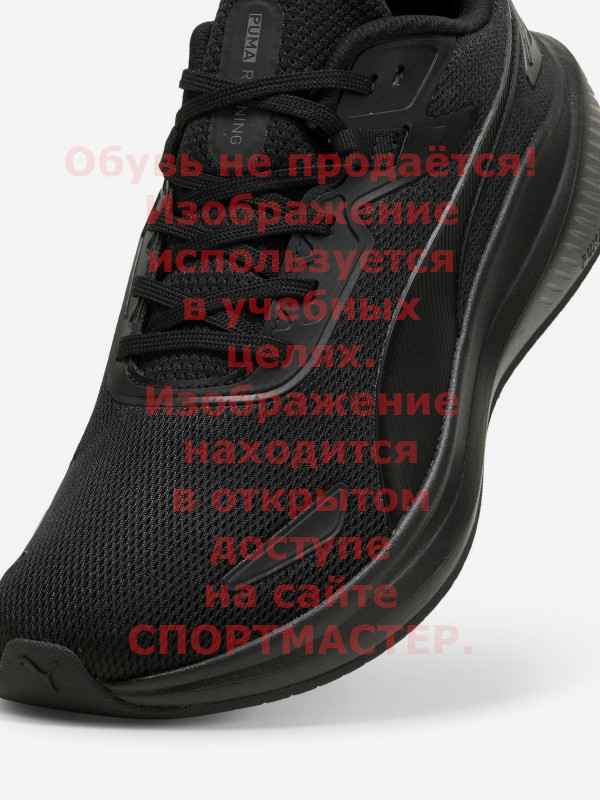 PUMA RUNNING
Обувь не продаётся!
Изображение
используется
в учебных
целях.
Изображение
находится
в открытом
доступе
на сайте
СПОРТМАСТЕР.